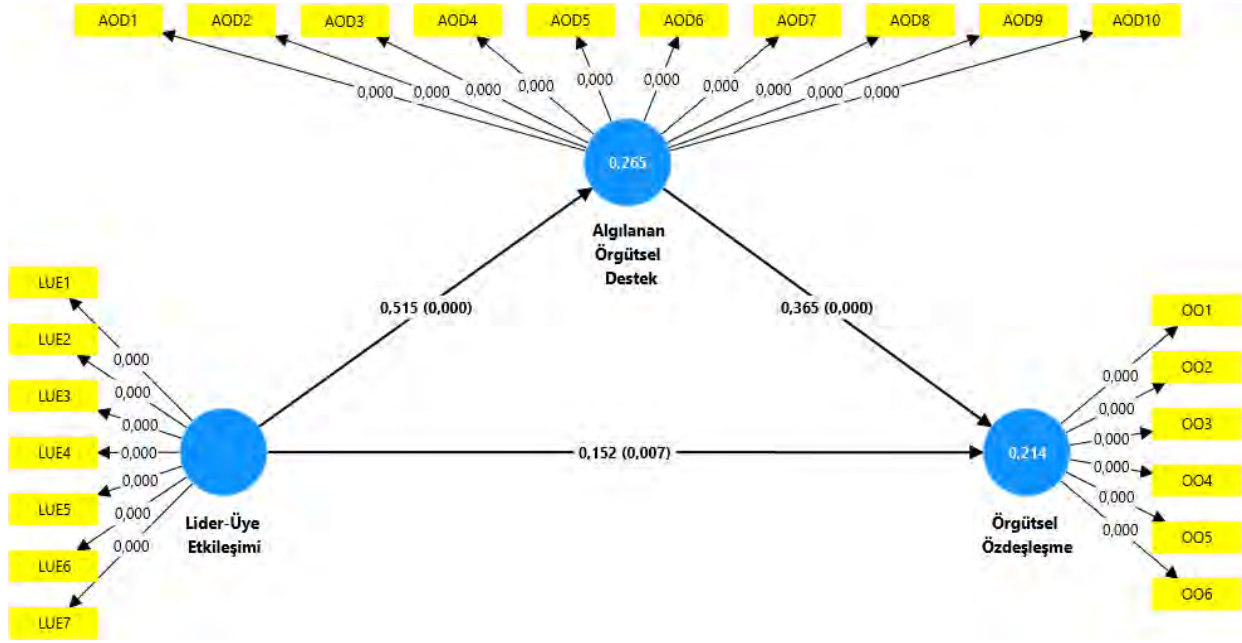 AOD1
AOD2
AOD3
AOD4
AOD5
AOD6
AOD7
AOD8
AOD9
AOD10
0,000
0,000
0,000
0,000
0,000
0,000
0,000
0,000
0,000
0,000
0,265
Algılanan
Örgütsel
Destek
0,515 (0,000)
0,365 (0,000)
0,152 (0,007)
LUE1
LUE2
LUE3
LUE4
LUE5
LUE6
LUE7
0,000
0,000
0,000
0,000
0,000
0,000
0,000
Lider-Üye
Etkileşimi
0,214
Örgütsel
Özdeşleşme
0,000
0,000
0,000
0,000
0,000
0,000
OO1
OO2
OO3
OO4
OO5
OO6